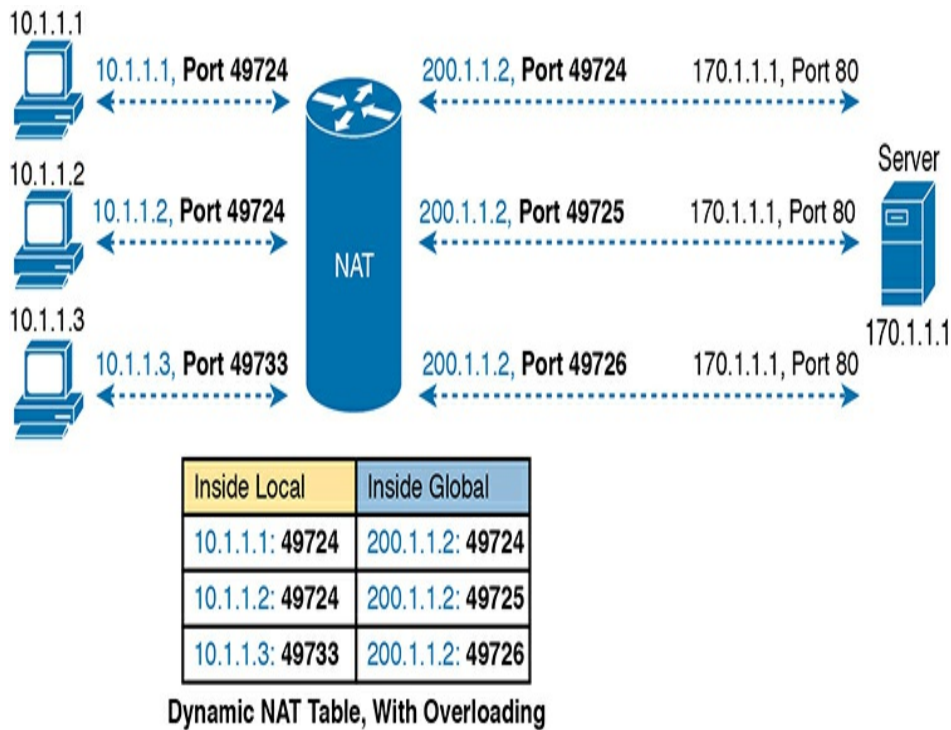 10.1.1.1
10.1.1.1, Port 49724
200.1.1.2, Port 49724
170.1.1.1, Port 80
Server
10.1.1.2
10.1.1.2, Port 49724
200.1.1.2, Port 49725
170.1.1.1, Port 80
NAT
10.1.1.3
170.1.1.1
10.1.1.3, Port 49733
200.1.1.2, Port 49726
170.1.1.1, Port 80
Inside Local
Inside Global
10.1.1.1: 49724
200.1.1.2: 49724
10.1.1.2: 49724
200.1.1.2: 49725
10.1.1.3: 49733
200.1.1.2: 49726
Dynamic NAT Table, With Overloading